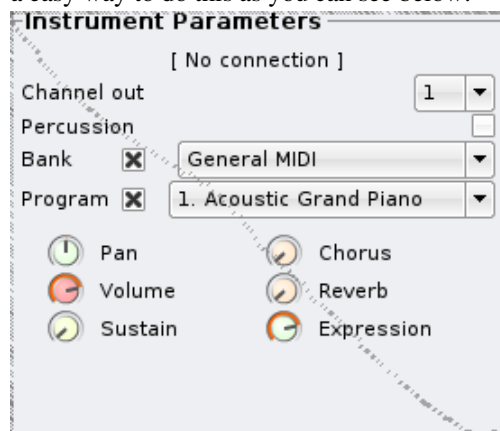 a easy way to do this as you can see below.
Instrument Parameters
[ No connection ]
Channel out 1
Percussion
Bank General MIDI
Program 1. Acoustic Grand Piano
Pan Chorus
Volume Reverb
Sustain Expression